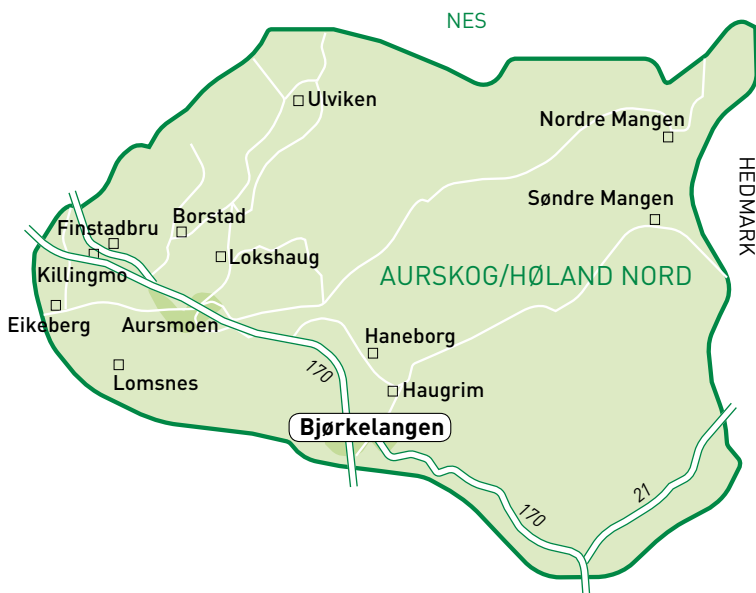 NES
Ulviken
Nordre Mangen
HEDMARK
Søndre Mangen
Finstadbru
Borstad
Lokshaug
Killingmo
AURSKOG/HØLAND NORD
Eikeberg
Aursmoen
Haneborg
Lomsnes
170
Haugrim
Bjørkelangen
170
21